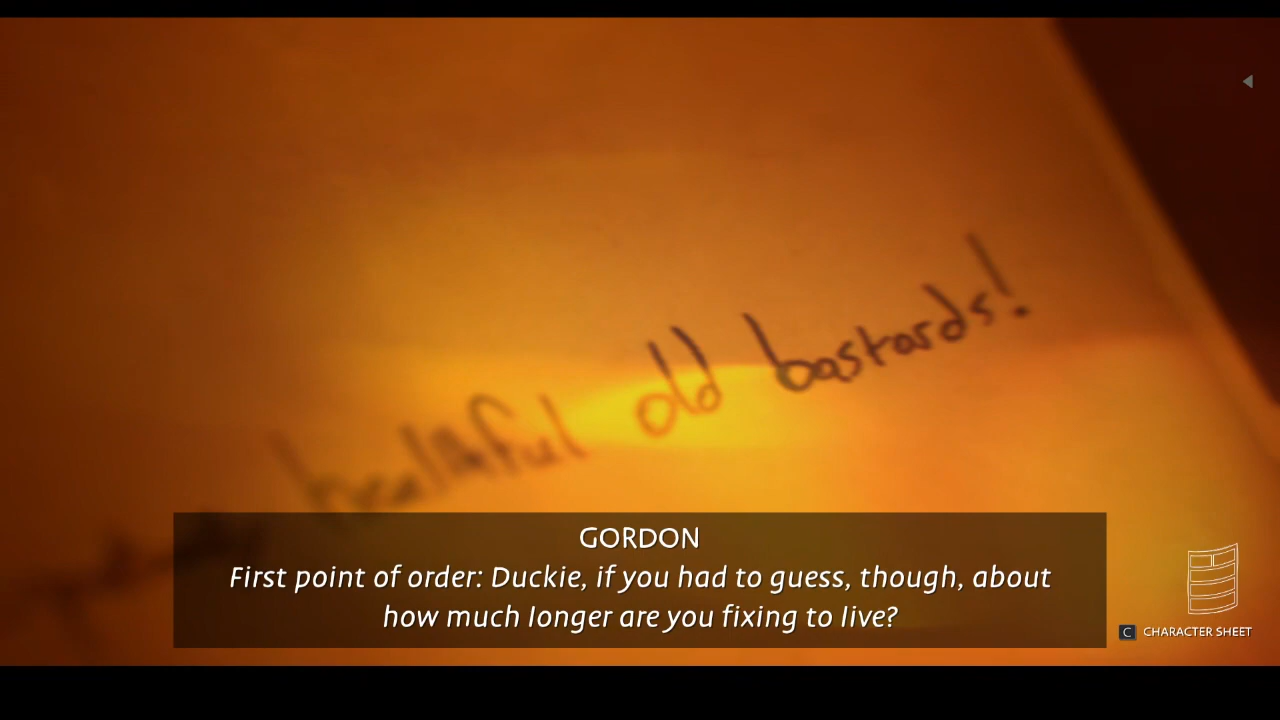 healthful old bastards!
GORDON
First point of order: Duckie, if you had to guess, though, about
how much longer are you fixing to live?
C CHARACTER SHEET